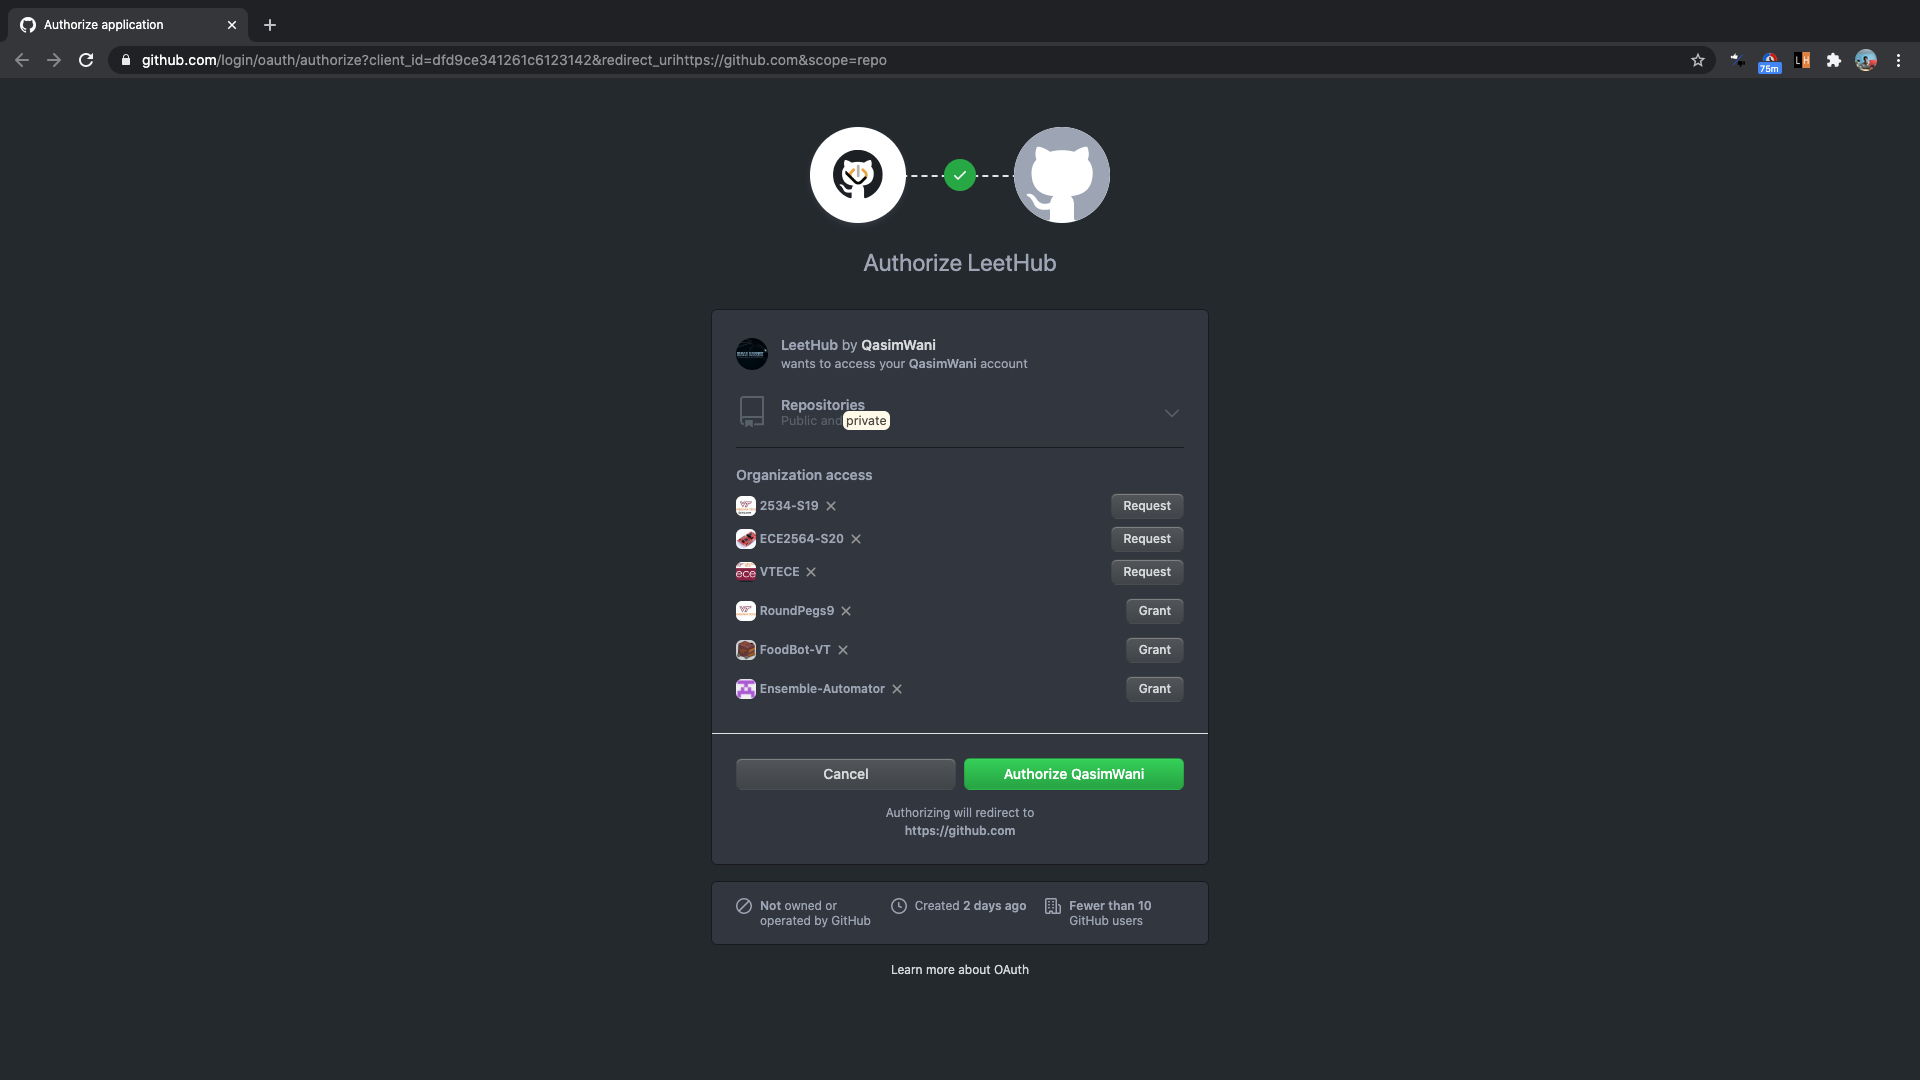 Authorize application
github.com/login/oauth/authorize?client_id=dfd9ce341261c6123142&redirect_urihttps://github.com&scope=repo
75m
LH
Authorize LeetHub
LeetHub by QasimWani
wants to access your QasimWani account
Repositories
Public and private
Organization access
2534-S19
Request
ECE2564-S20
Request
ece
VTECE
Request
RoundPegs9
Grant
FoodBot-VT
Grant
Ensemble-Automator
Grant
Cancel
Authorize QasimWani
Authorizing will redirect to
https://github.com
Not owned or
operated by GitHub
Created 2 days ago
Fewer than 10
GitHub users
Learn more about OAuth